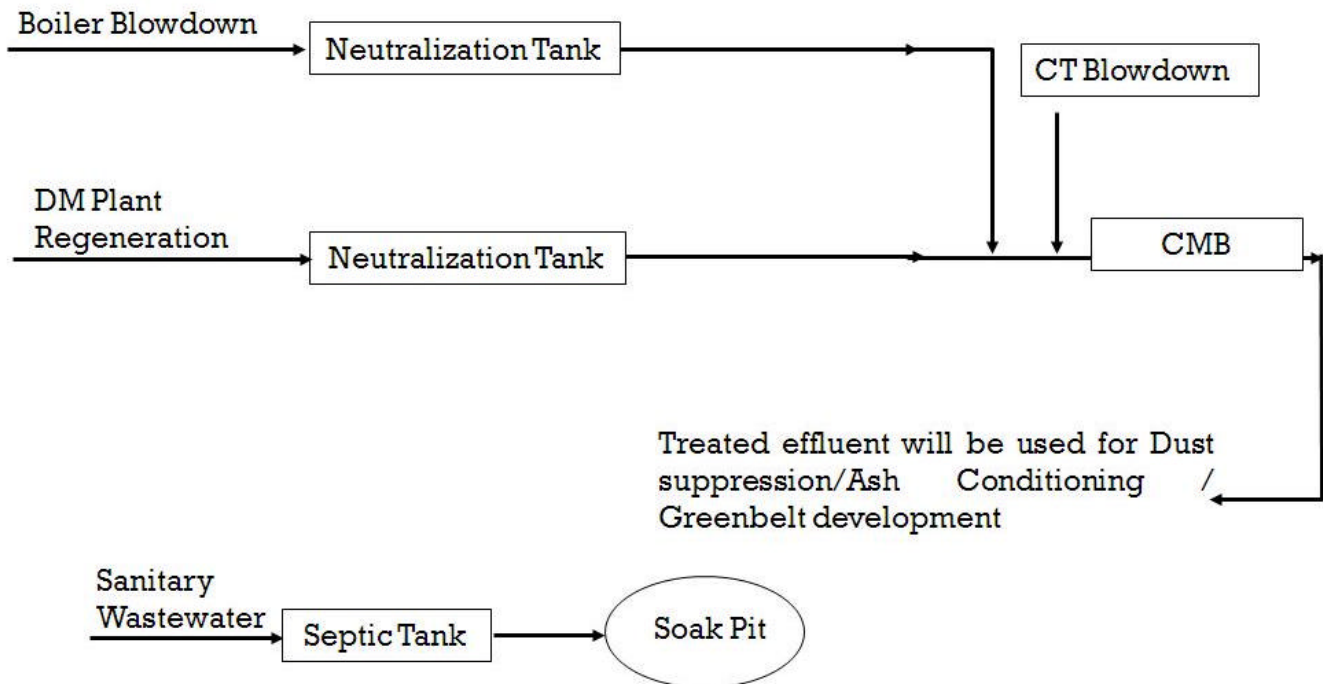 Boiler Blowdown
Neutralization Tank
CT Blowdown
DM Plant
Regeneration
Neutralization Tank
CMB
Treated effluent will be used for Dust
suppression/Ash Conditioning /
Greenbelt development
Sanitary
Wastewater
Septic Tank
Soak Pit